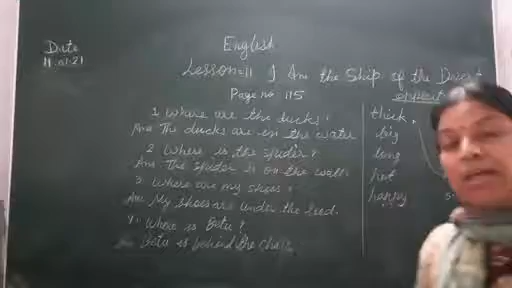 Date
English
11.01.21
Lesson=11 I Am the Ship of the Desert
Page no 115
1 Where are the ducks?
Ans The ducks are in the water
2 Where is the spider?
Ans The spider is on the wall.
3 Where are my shoes?
Ans My shoes are under the bed.
4. Where is Betu?
Ans Betu is behind the chair.
thick,
big
long
hot
happy